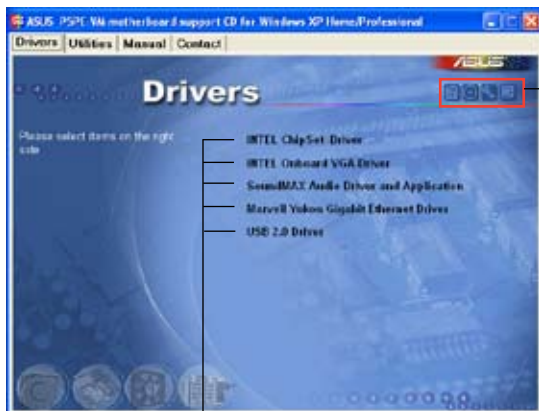 ASUS P5PE-VM motherboard support CD for Windows XP Home/Professional
Drivers Utilities Manual Contact
ASUS
Drivers
Please select items on the right
side
INTEL ChipSet Driver
INTEL Onboard VGA Driver
SoundMAX Audio Driver and Application
Marvell Yukon Gigabit Ethernet Driver
USB 2.0 Driver